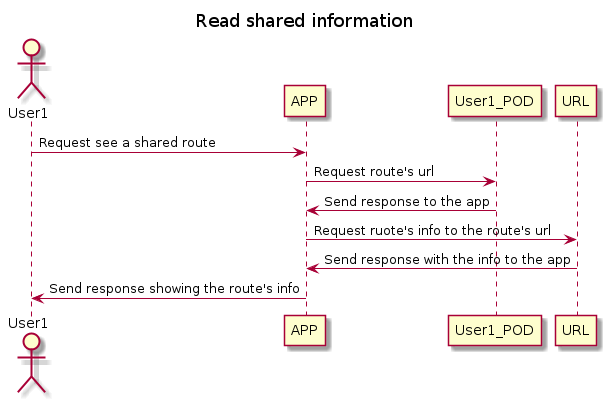 Read shared information
User1
APP
User1_POD
URL
Request see a shared route
Request route's url
Send response to the app
Request ruote's info to the route's url
Send response with the info to the app
Send response showing the route's info
User1
APP
User1_POD
URL